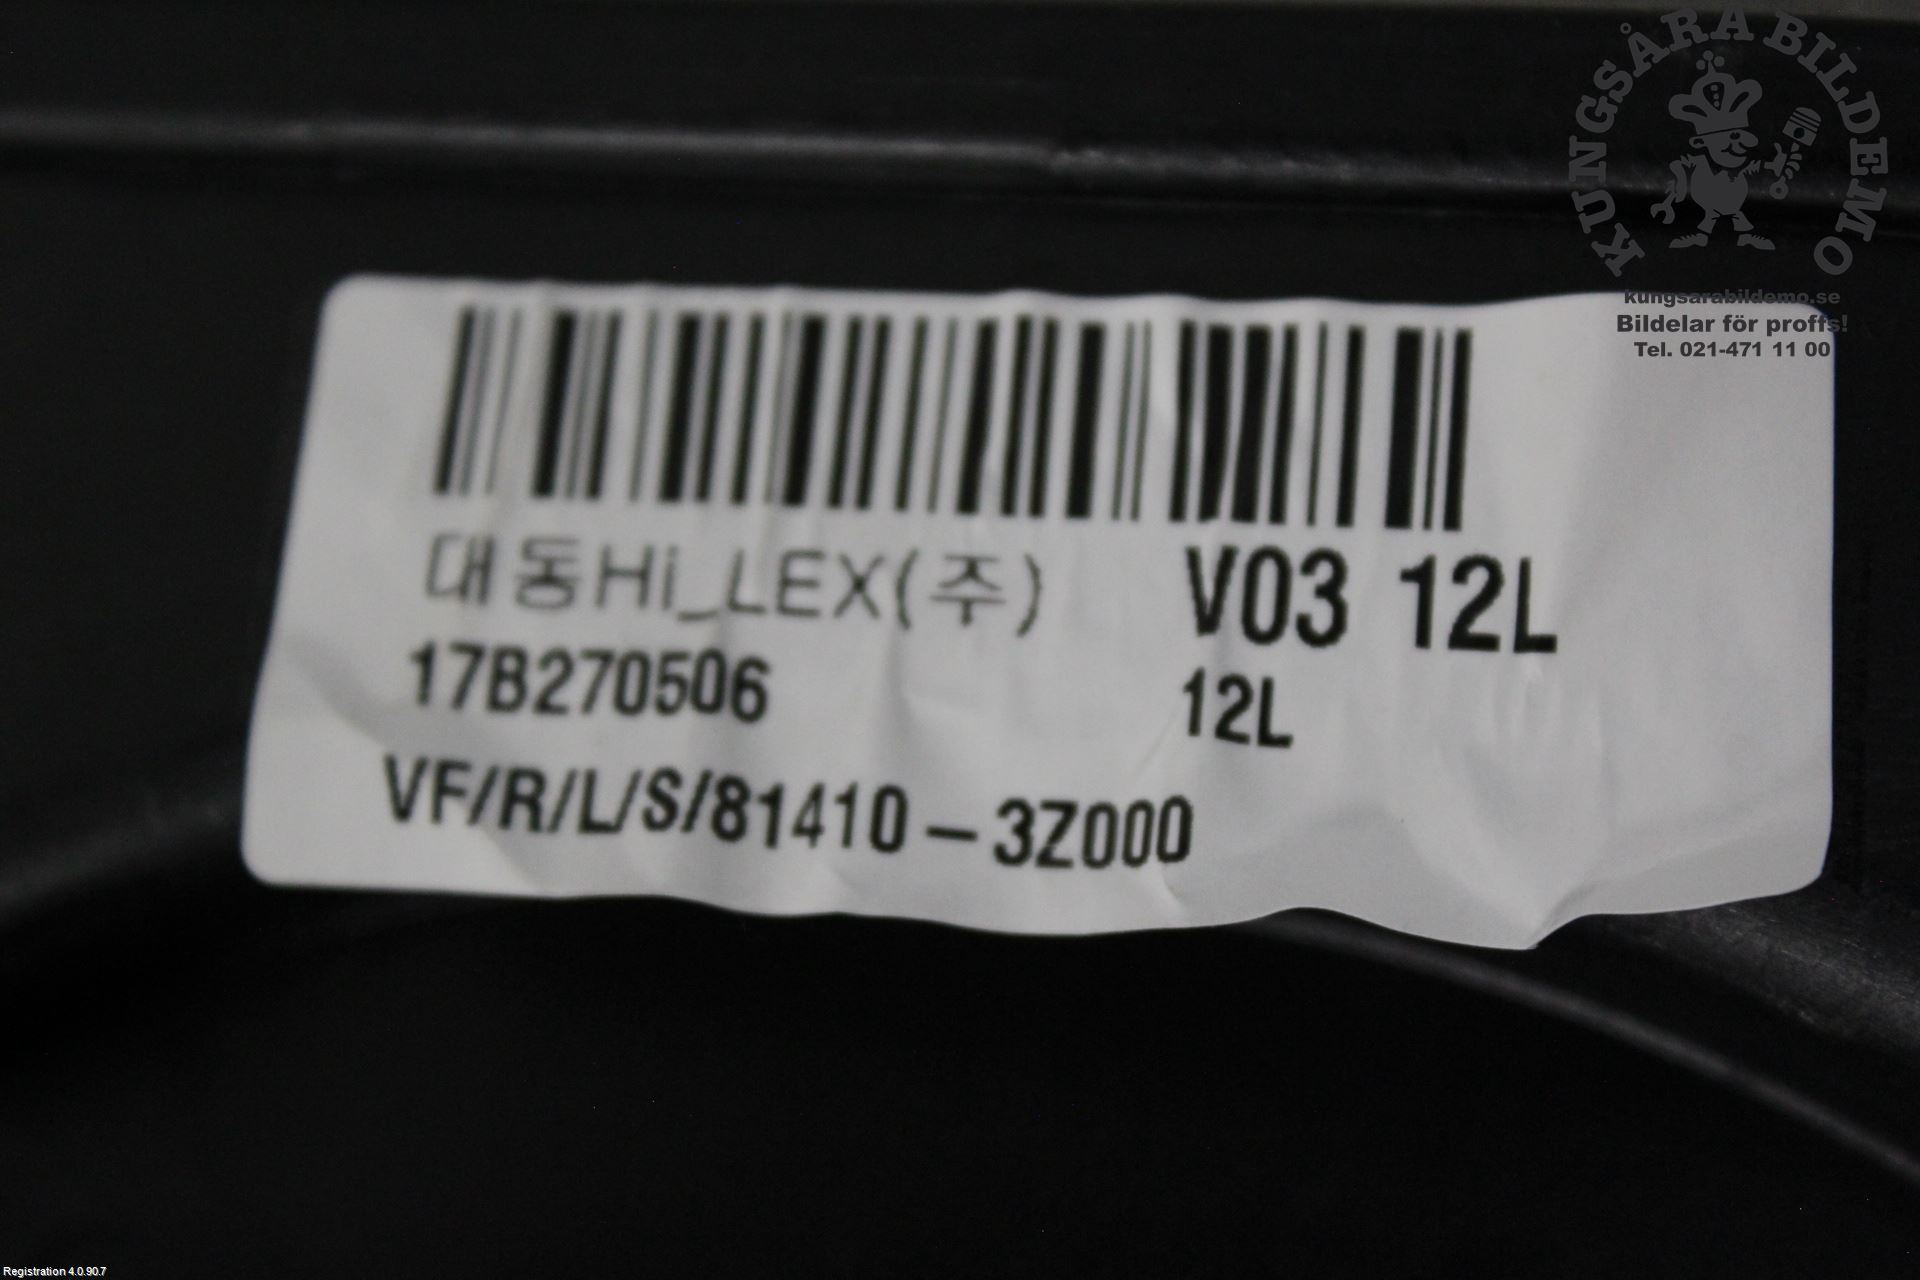 KUNGSÅRA BILDEMO
kungsarabildemo.se
Bildelar för proffs!
Tel. 021-471 11 00
대동Hi_LEX(주) V03 12L
17B270506 12L
VF/R/L/S/81410-3Z000
Registration 4.0.90.7